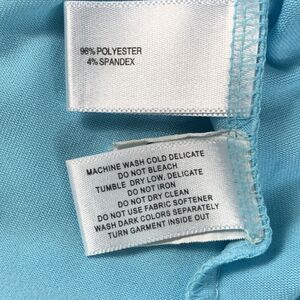 96% POLYESTER
4% SPANDEX
MACHINE WASH COLD DELICATE
DO NOT BLEACH
TUMBLE DRY LOW, DELICATE
DO NOT IRON
DO NOT DRY CLEAN
DO NOT USE FABRIC SOFTENER
WASH DARK COLORS SEPARATELY
TURN GARMENT INSIDE OUT